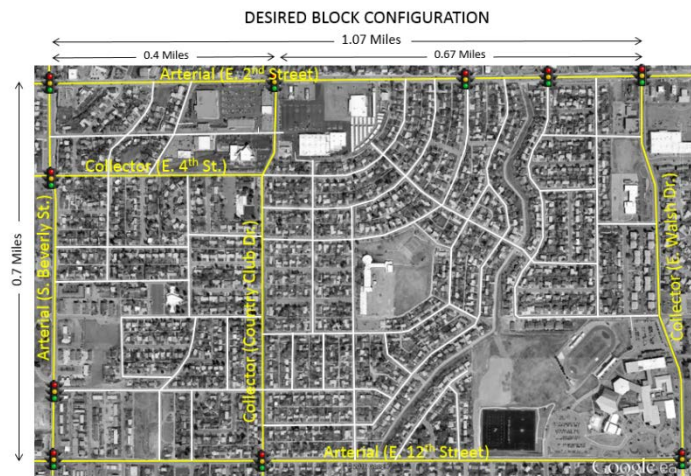 DESIRED BLOCK CONFIGURATION
1.07 Miles
0.4 Miles
0.67 Miles
Arterial (E. 2nd Street)
Collector (E. 4th St.)
Arterial (S. Beverly St.)
0.7 Miles
Collector (Country Club Dr.)
Collector (E. Walsh Dr.)
Arterial (E. 12th Street)
Google ea